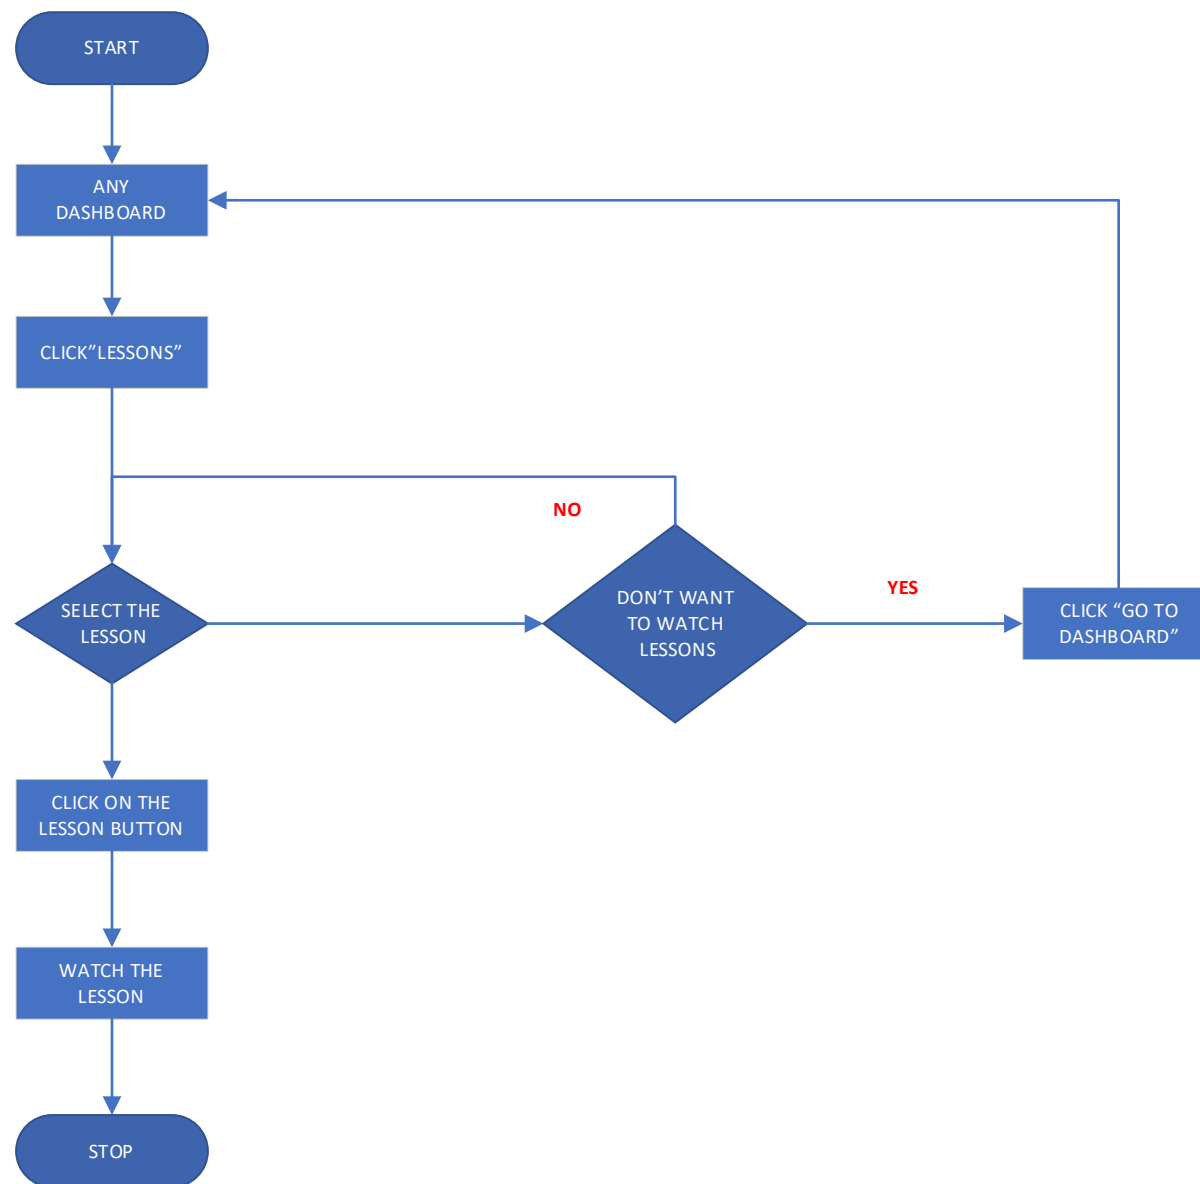 START
ANY
DASHBOARD
CLICK”LESSONS”
NO
SELECT THE
LESSON
DON’T WANT
TO WATCH
LESSONS
YES
CLICK “GO TO
DASHBOARD”
CLICK ON THE
LESSON BUTTON
WATCH THE
LESSON
STOP